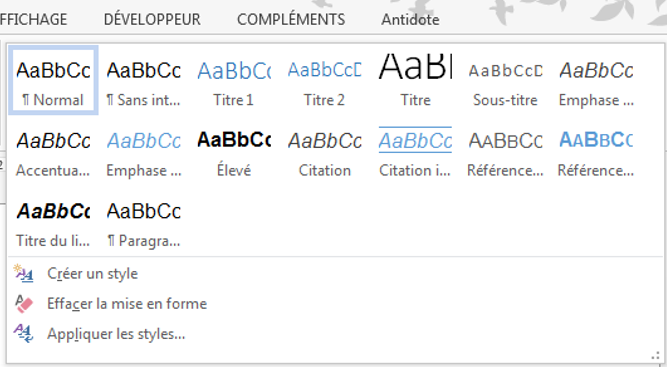 AFFICHAGE DÉVELOPPEUR COMPLÉMENTS Antidote
AaBbCc AaBbCc AaBbCc AaBbCcD AaBl AaBbCcD AaBbCc
¶ Normal ¶ Sans int... Titre 1 Titre 2 Titre Sous-titre Emphase ...
AaBbCc AaBbCc AaBbCc AaBbCc AaBbCc AaBbCc AaBbCc
Accentua... Emphase ... Élevé Citation Citation i... Référence... Référence...
AaBbCc AaBbCc
Titre du li... ¶ Paragra...
Créer un style
Effacer la mise en forme
Appliquer les styles...